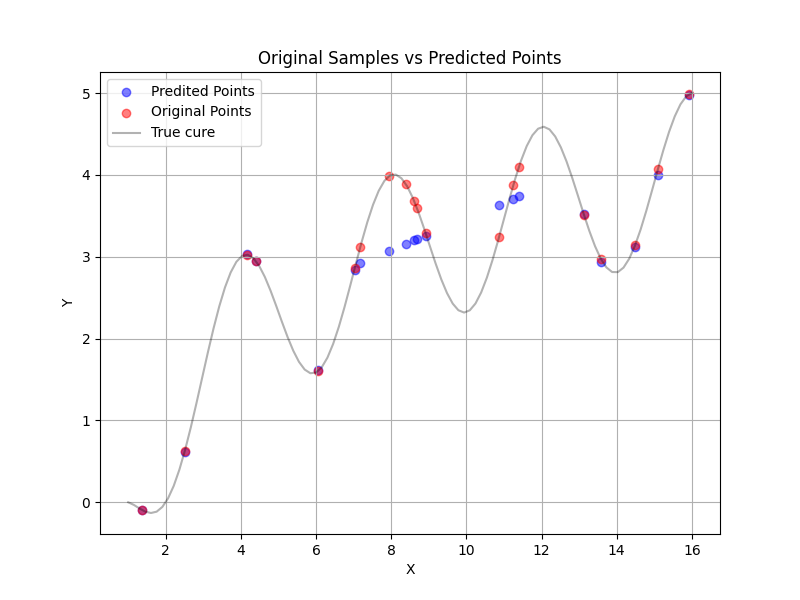 Original Samples vs Predicted Points
Predited Points
Original Points
True cure
5
4
3
2
1
0
Y
2 4 6 8 10 12 14 16
X